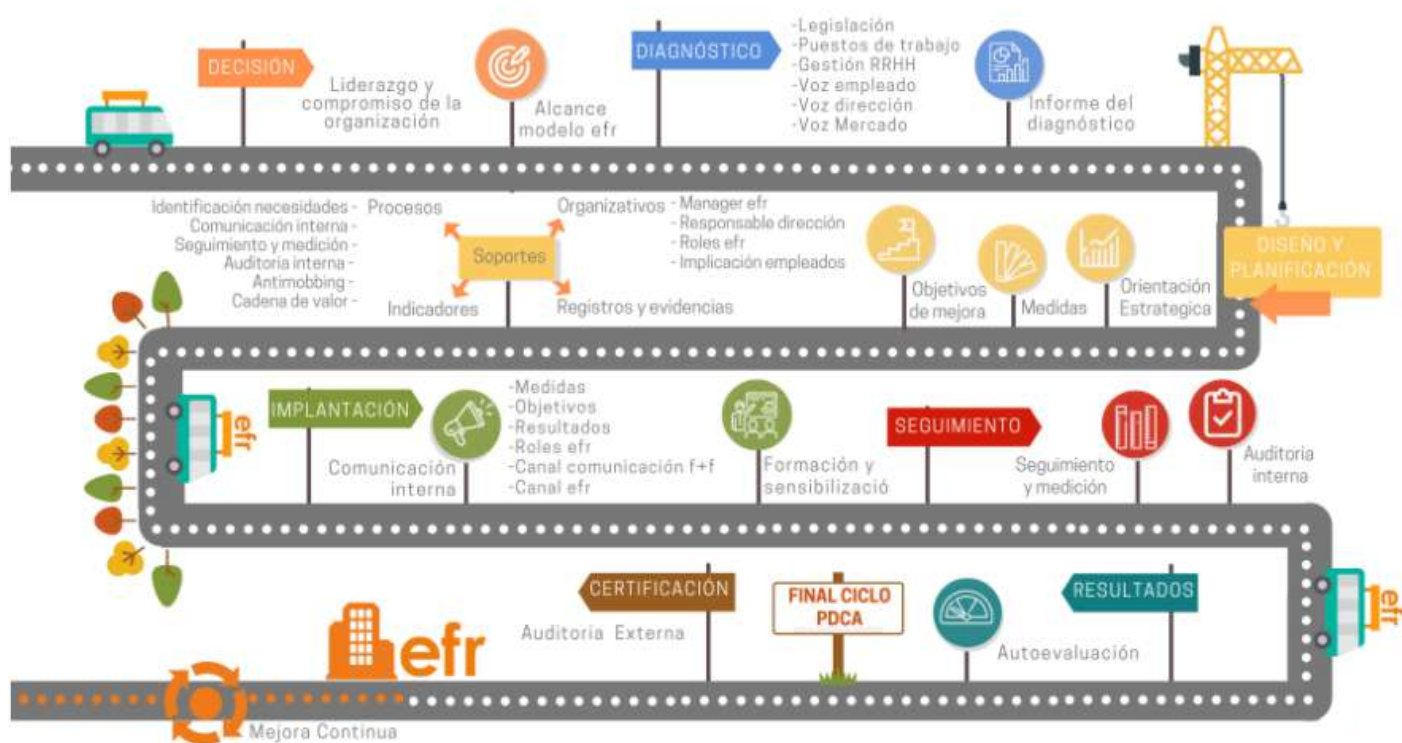 DECISIÓN
Liderazgo y
compromiso de la
organización
Alcance
modelo efr
DIAGNÓSTICO
-Legislación
-Puestos de trabajo
-Gestión RRHH
-Voz empleado
-Voz dirección
-Voz Mercado
Informe del
diagnóstico
DISEÑO Y
PLANIFICACIÓN
Orientación
Estrategica
Medidas
Objetivos
de mejora
Soportes
Organizativos
- Manager efr
- Responsable dirección
- Roles efr
- Implicación empleados
Registros y evidencias
Procesos
Identificación necesidades -
Comunicación interna -
Seguimiento y medición -
Auditoria interna -
Antimobbing -
Cadena de valor -
Indicadores
efr
IMPLANTACIÓN
Comunicación
interna
-Medidas
-Objetivos
-Resultados
-Roles efr
-Canal comunicación f+f
-Canal efr
Formación y
sensibilizació
SEGUIMIENTO
Seguimiento
y medición
Auditoria
interna
efr
RESULTADOS
Autoevaluación
FINAL CICLO
PDCA
CERTIFICACIÓN
Auditoria Externa
efr
Mejora Continua